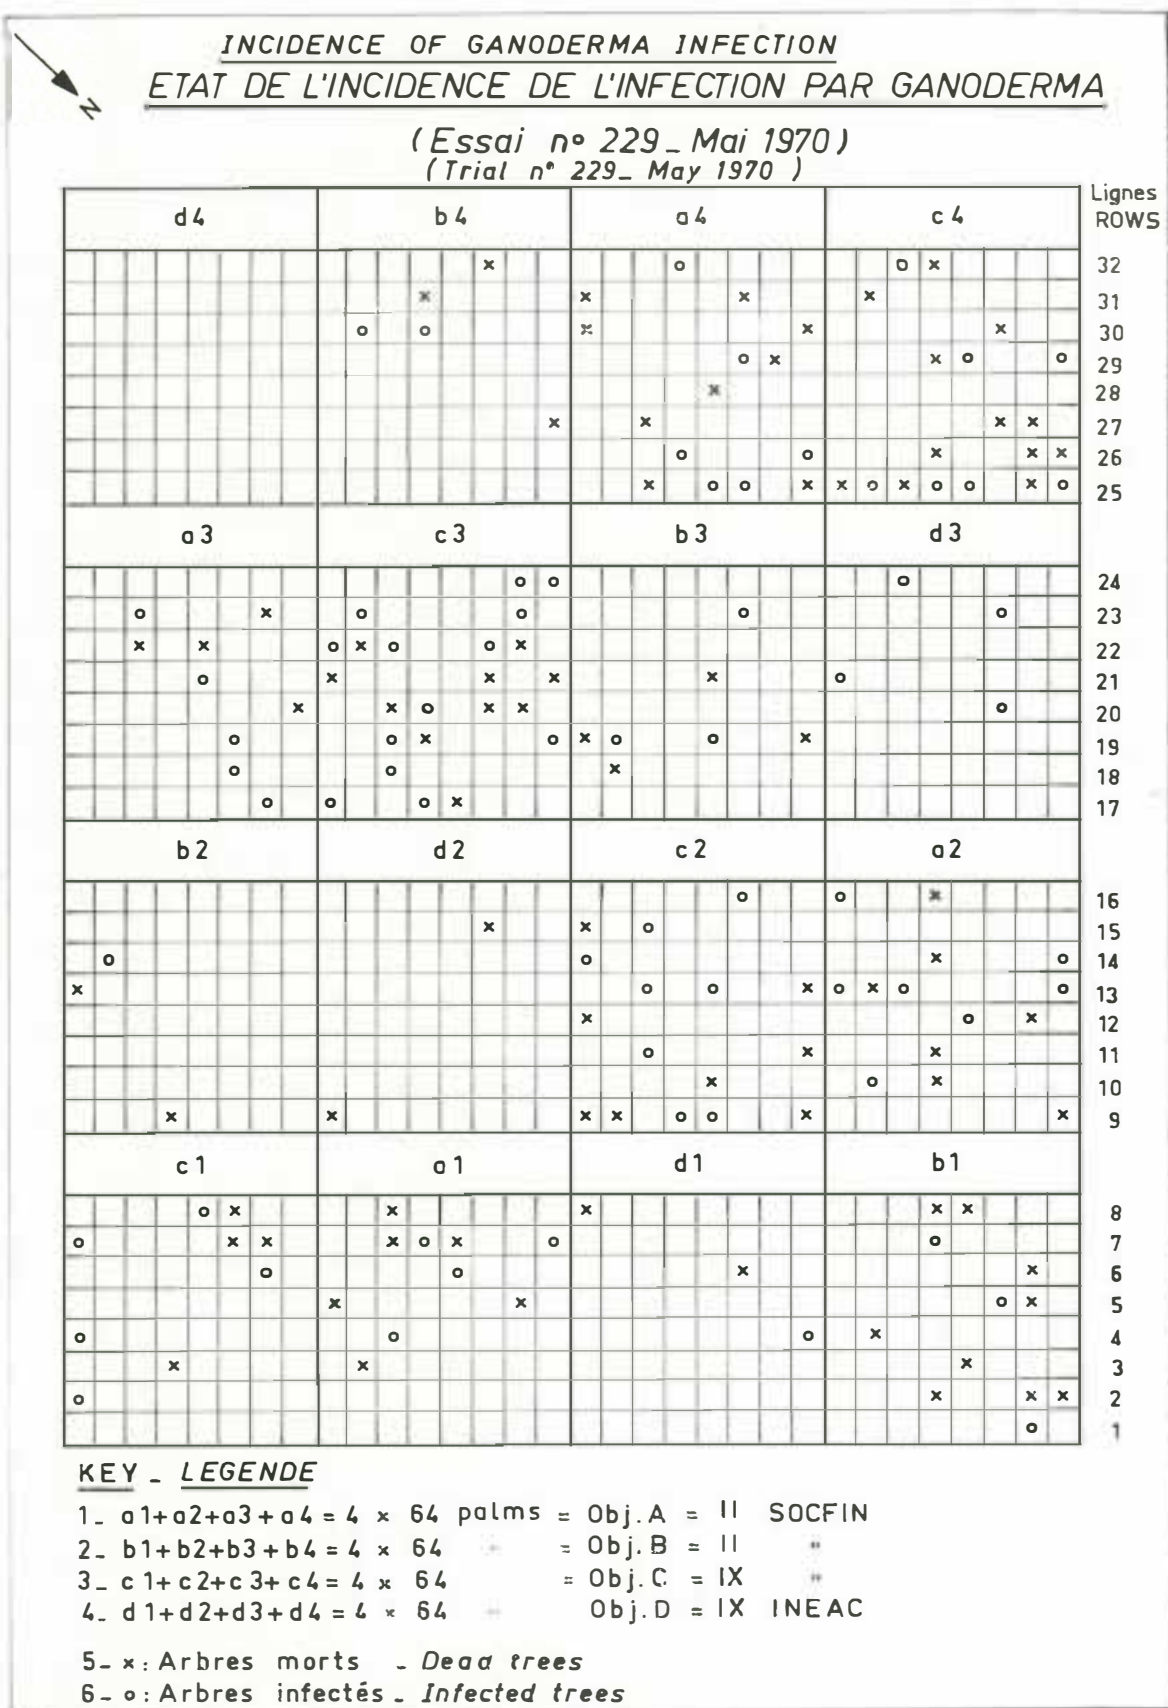 INCIDENCE OF GANODERMA INFECTION
ETAT DE L'INCIDENCE DE L'INFECTION PAR GANODERMA
N
(Essai n° 229_ Mai 1970)
(Trial n° 229_ May 1970 )
Lignes
ROWS
d4 b4 a4 c4
x o o x 32
x x x x 31
o o x x x 30
o x x o o 29
x 28
x x x x 27
o o x x x 26
x o o x x o x o o x o 25
a3 c3 b3 d3
o o o 24
o x o o o o 23
x x o x o o x 22
o x x x x o 21
x x o x x o 20
o o x o x o o x 19
o o x 18
o o o x 17
b2 d2 c2 a2
o o x 16
x x o 15
o o x o 14
x o o x o x o o 13
x o x 12
o x x 11
x o x 10
x x x x o o x x 9
c1 a1 d1 b1
o x x x x x 8
o x x x o x o o 7
o o x x 6
x x o x 5
o o o x 4
x x x 3
o x x x 2
o 1
KEY _ LEGENDE
1_ a1+a2+a3+a4 = 4 x 64 palms = Obj. A = II SOCFIN
2_ b1+b2+b3+b4 = 4 x 64 " = Obj. B = II "
3_ c1+c2+c3+c4 = 4 x 64 = Obj. C = IX "
4_ d1+d2+d3+d4 = 4 x 64 " Obj. D = IX INEAC
5_ x : Arbres morts _ Dead trees
6_ o : Arbres infectés _ Infected trees